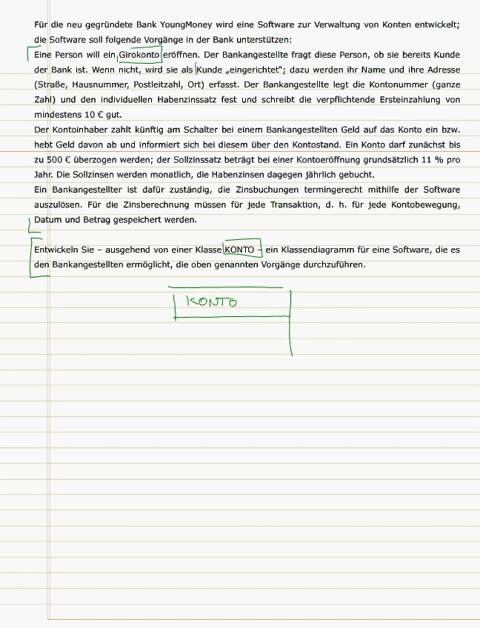 Für die neu gegründete Bank YoungMoney wird eine Software zur Verwaltung von Konten entwickelt;
die Software soll folgende Vorgänge in der Bank unterstützen:
Eine Person will ein Girokonto eröffnen. Der Bankangestellte fragt diese Person, ob sie bereits Kunde
der Bank ist. Wenn nicht, wird sie als Kunde „eingerichtet“; dazu werden ihr Name und ihre Adresse
(Straße, Hausnummer, Postleitzahl, Ort) erfasst. Der Bankangestellte legt die Kontonummer (ganze
Zahl) und den individuellen Habenzinssatz fest und schreibt die verpflichtende Ersteinzahlung von
mindestens 10 € gut.
Der Kontoinhaber zahlt künftig am Schalter bei einem Bankangestellten Geld auf das Konto ein bzw.
hebt Geld davon ab und informiert sich bei diesem über den Kontostand. Ein Konto darf zunächst bis
zu 500 € überzogen werden; der Sollzinssatz beträgt bei einer Kontoeröffnung grundsätzlich 11 % pro
Jahr. Die Sollzinsen werden monatlich, die Habenzinsen dagegen jährlich gebucht.
Ein Bankangestellter ist dafür zuständig, die Zinsbuchungen termingerecht mithilfe der Software
auszulösen. Für die Zinsberechnung müssen für jede Transaktion, d. h. für jede Kontobewegung,
Datum und Betrag gespeichert werden.
Entwickeln Sie – ausgehend von einer Klasse KONTO – ein Klassendiagramm für eine Software, die es
den Bankangestellten ermöglicht, die oben genannten Vorgänge durchzuführen.
KONTO